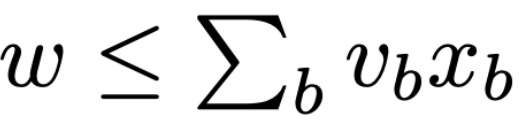 w ≤ ∑_b v_b x_b